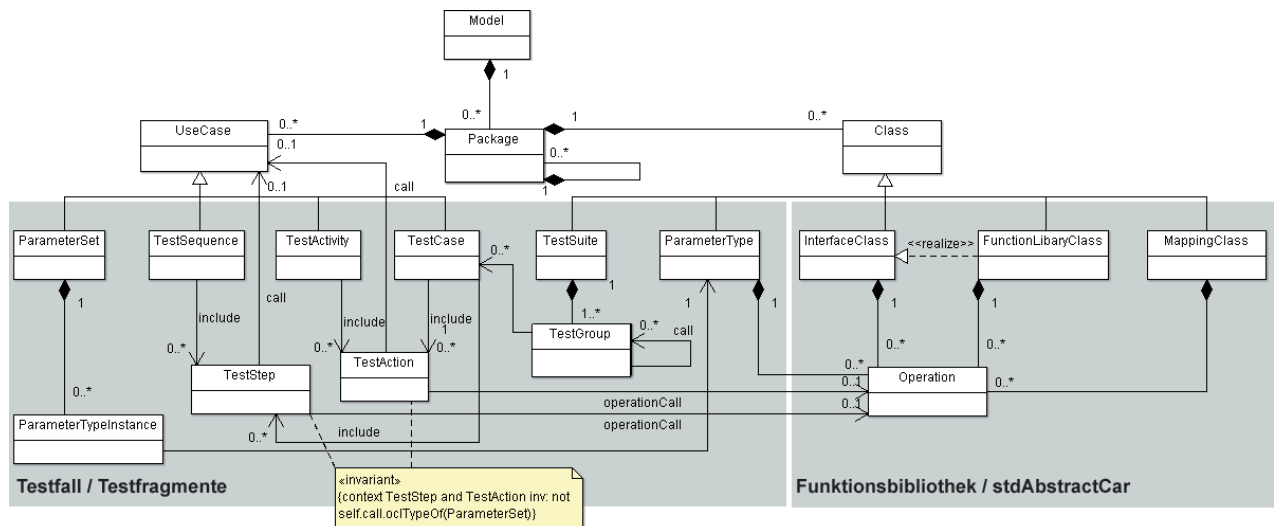 Model
1
0..*
UseCase
0..*
1
Package
1
0..*
Class
0..*
0..1
1
0..1
call
ParameterSet
TestSequence
TestActivity
TestCase
0..*
TestSuite
ParameterType
InterfaceClass
<<realize>>
FunctionLibaryClass
MappingClass
1
call
1
1
1
1
1
include
include
include
1..*
0..*
call
1
0..*
0..*
0..*
TestGroup
0..*
0..*
TestStep
TestAction
0..*
Operation
0..*
0..1
0..*
operationCall
0..1
ParameterTypeInstance
0..*
include
operationCall
Testfall / Testfragmente
«invariant»
{context TestStep and TestAction inv: not
self.call.oclTypeOf(ParameterSet)}
Funktionsbibliothek / stdAbstractCar